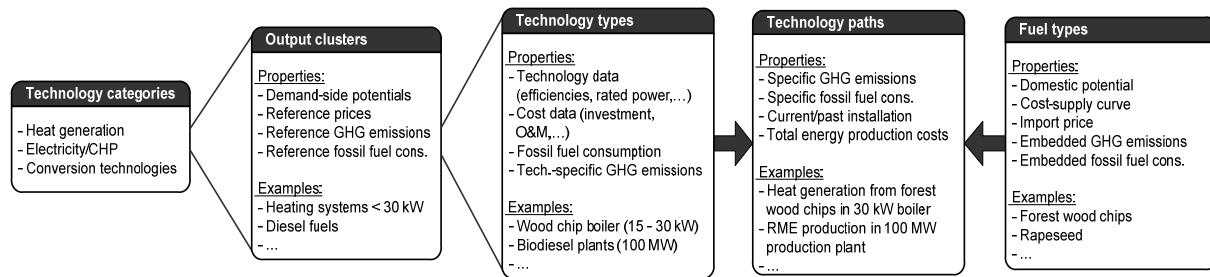 Technology categories
- Heat generation
- Electricity/CHP
- Conversion technologies
Output clusters
Properties:
- Demand-side potentials
- Reference prices
- Reference GHG emissions
- Reference fossil fuel cons.
Examples:
- Heating systems < 30 kW
- Diesel fuels
- ...
Technology types
Properties:
- Technology data
(efficiencies, rated power,...)
- Cost data (investment,
O&M,...)
- Fossil fuel consumption
- Tech.-specific GHG emissions
Examples:
- Wood chip boiler (15 - 30 kW)
- Biodiesel plants (100 MW)
- ...
Technology paths
Properties:
- Specific GHG emissions
- Specific fossil fuel cons.
- Current/past installation
- Total energy production costs
Examples:
- Heat generation from forest
wood chips in 30 kW boiler
- RME production in 100 MW
production plant
- ...
Fuel types
Properties:
- Domestic potential
- Cost-supply curve
- Import price
- Embedded GHG emissions
- Embedded fossil fuel cons.
Examples:
- Forest wood chips
- Rapeseed
- ...